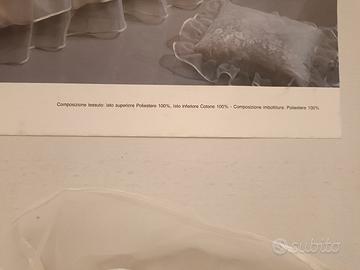 Composizione tessuto: lato superiore Poliestere 100%, lato inferiore Cotone 100% - Composizione imbottitura: Poliestere 100%
subito